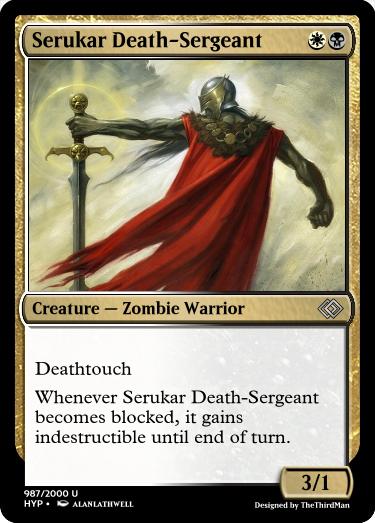 Serukar Death-Sergeant
Creature — Zombie Warrior
Deathtouch
Whenever Serukar Death-Sergeant
becomes blocked, it gains
indestructible until end of turn.
3/1
987/2000 U
HYP • ALANLATHWELL
Designed by TheThirdMan